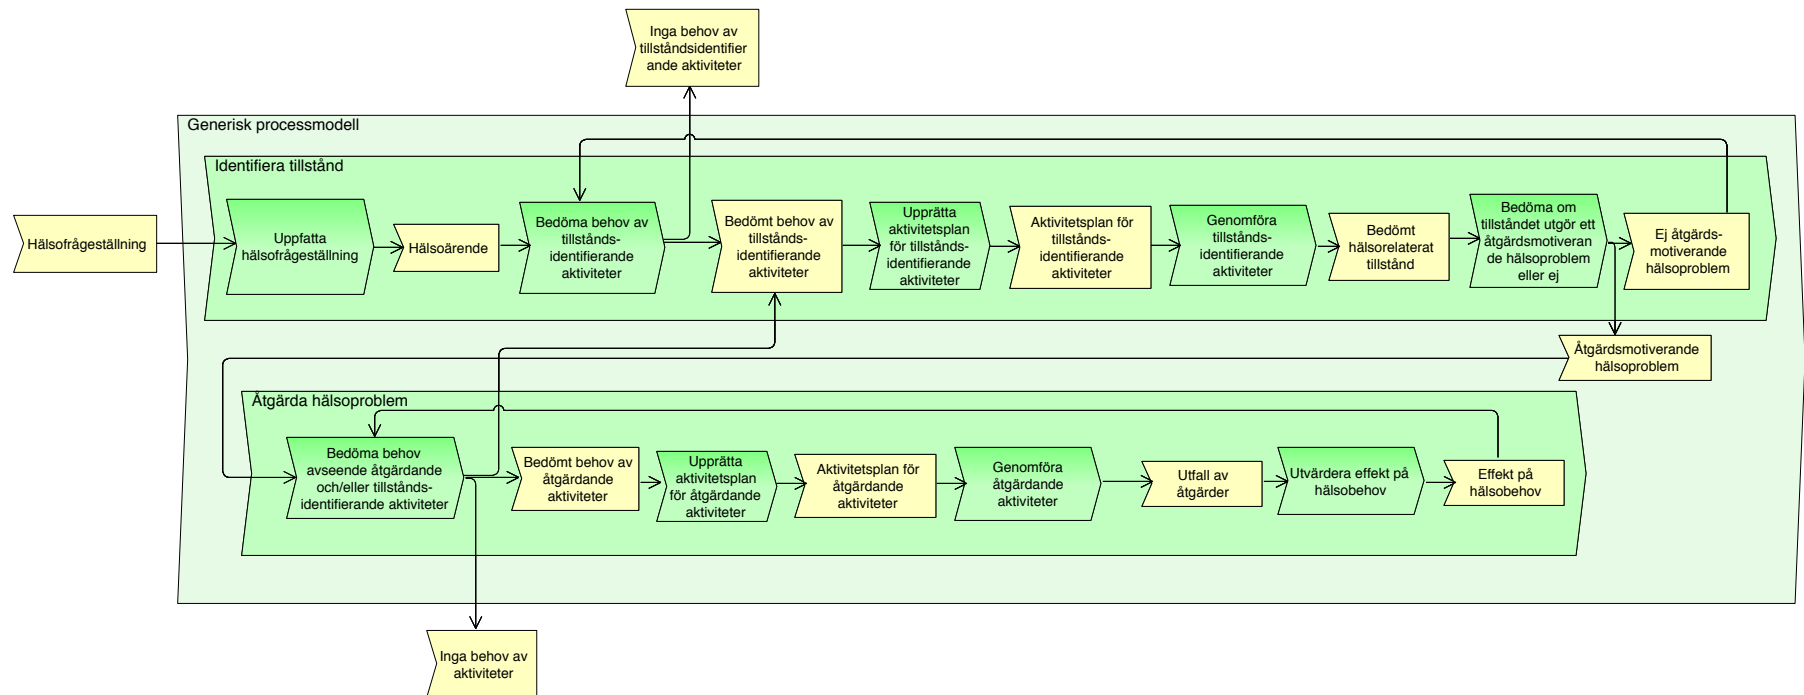 Inga behov av
tillståndsidentifier
ande aktiviteter
Generisk processmodell
Identifiera tillstånd
Hälsofrågeställning
Uppfatta
hälsofrågeställning
Hälsoärende
Bedöma behov av
tillstånds-
identifierande
aktiviteter
Bedömt behov av
tillstånds-
identifierande
aktiviteter
Upprätta
aktivitetsplan
för tillstånds-
identifierande
aktiviteter
Aktivitetsplan för
tillstånds-
identifierande
aktiviteter
Genomföra
tillstånds-
identifierande
aktiviteter
Bedömt
hälsorelaterat
tillstånd
Bedöma om
tillståndet utgör ett
åtgärdsmotiveran
de hälsoproblem
eller ej
Ej åtgärds-
motiverande
hälsoproblem
Åtgärdsmotiverande
hälsoproblem
Åtgärda hälsoproblem
Bedöma behov
avseende åtgärdande
och/eller tillstånds-
identifierande aktiviteter
Bedömt behov av
åtgärdande
aktiviteter
Upprätta
aktivitetsplan
för åtgärdande
aktiviteter
Aktivitetsplan för
åtgärdande
aktiviteter
Genomföra
åtgärdande
aktiviteter
Utfall av
åtgärder
Utvärdera effekt på
hälsobehov
Effekt på
hälsobehov
Inga behov av
aktiviteter